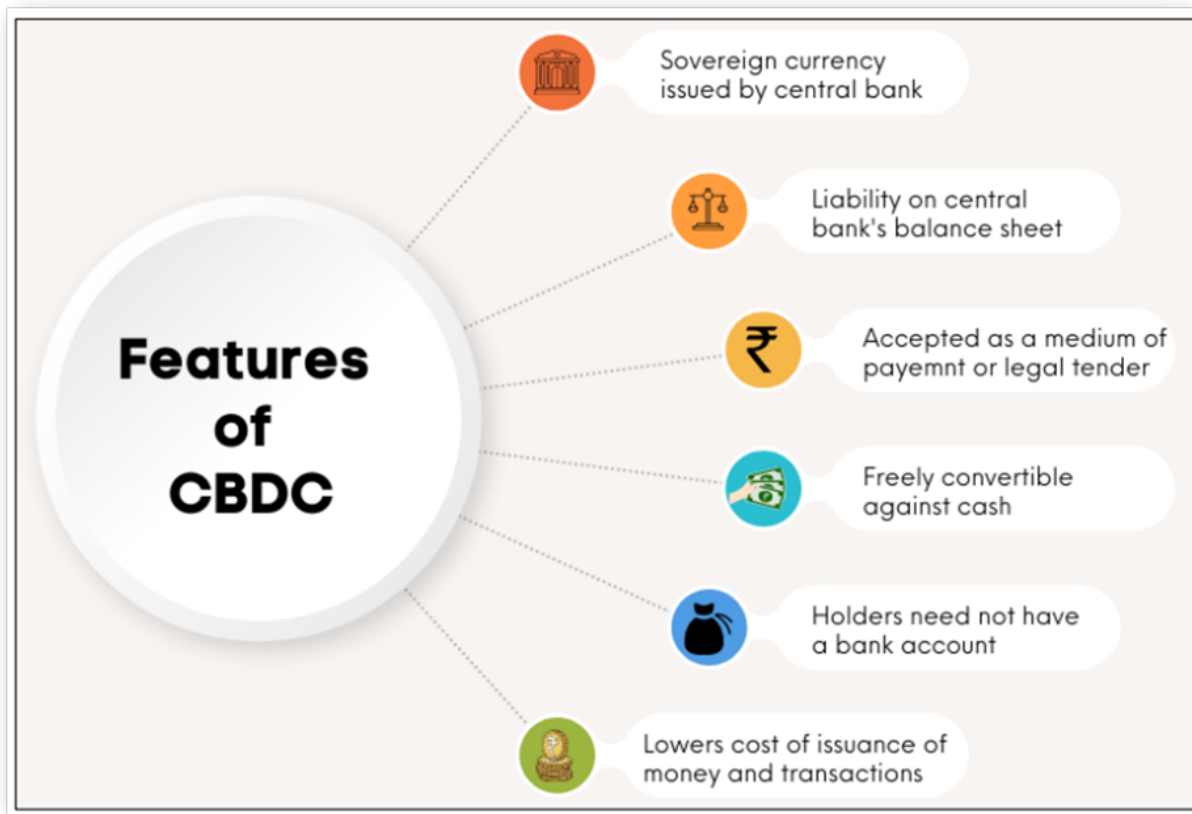 Features
of
CBDC
Sovereign currency
issued by central bank
Liability on central
bank's balance sheet
₹
Accepted as a medium of
payemnt or legal tender
Freely convertible
against cash
Holders need not have
a bank account
Lowers cost of issuance of
money and transactions